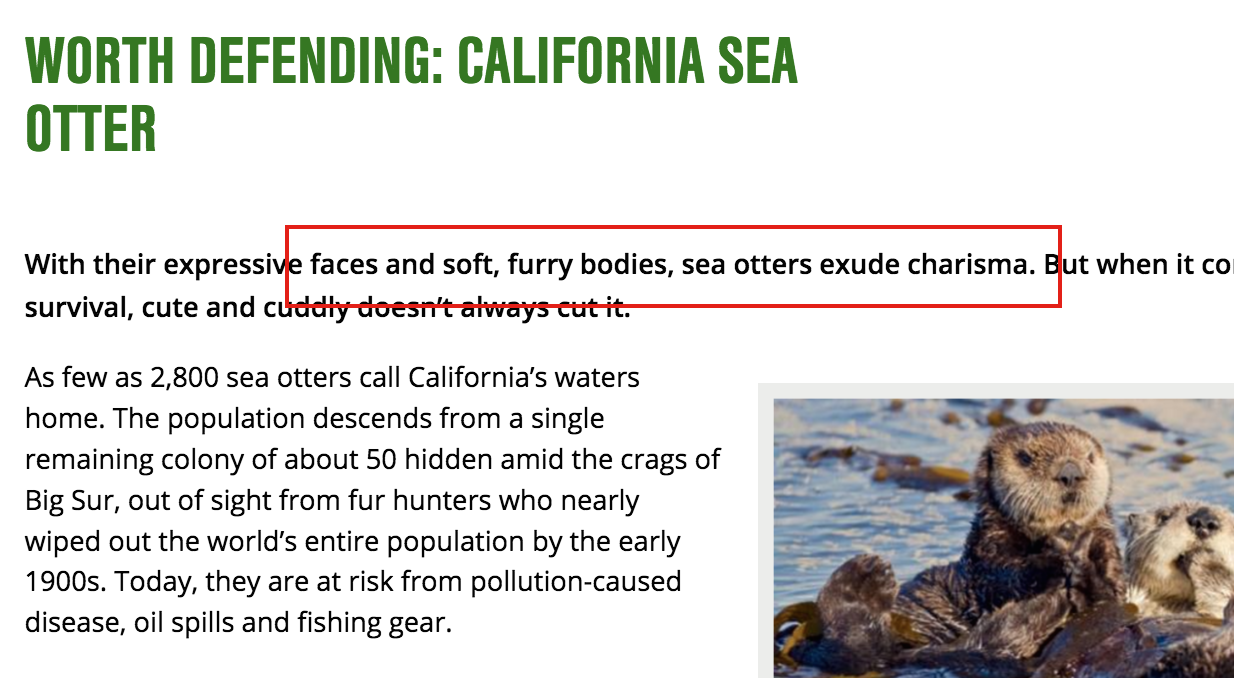 WORTH DEFENDING: CALIFORNIA SEA
OTTER
With their expressive faces and soft, furry bodies, sea otters exude charisma. But when it
survival, cute and cuddly doesn’t always cut it.
As few as 2,800 sea otters call California’s waters
home. The population descends from a single
remaining colony of about 50 hidden amid the crags of
Big Sur, out of sight from fur hunters who nearly
wiped out the world’s entire population by the early
1900s. Today, they are at risk from pollution-caused
disease, oil spills and fishing gear.